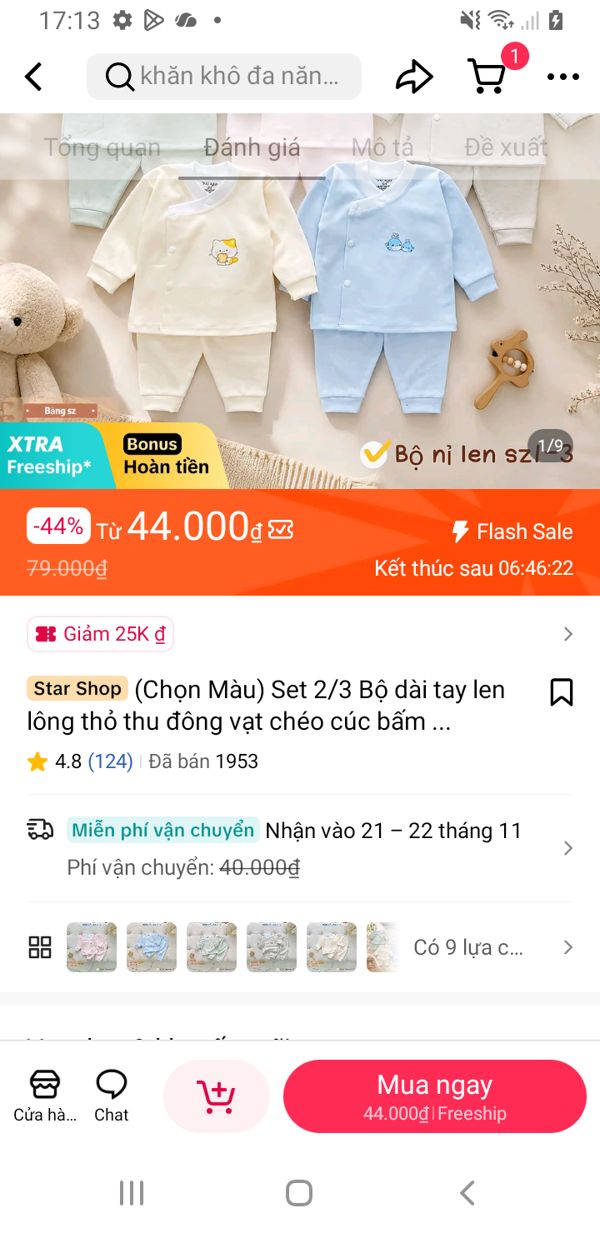 17:13
1
khăn khô đa năn...
Tổng quan Đánh giá Mô tả Đề xuất
Bảng sz
XTRA
Freeship*
Bonus
Hoàn tiền
Bộ nỉ len sz1-3
1/9
-44% Từ 44.000₫
Flash Sale
79.000₫
Kết thúc sau 06:46:22
Giảm 25K ₫
Star Shop (Chọn Màu) Set 2/3 Bộ dài tay len
lông thỏ thu đông vạt chéo cúc bấm ...
4.8 (124) Đã bán 1953
Miễn phí vận chuyển Nhận vào 21 – 22 tháng 11
Phí vận chuyển: 40.000₫
Có 9 lựa c...
Mua ngay
44.000₫ Freeship
Cửa hà... Chat